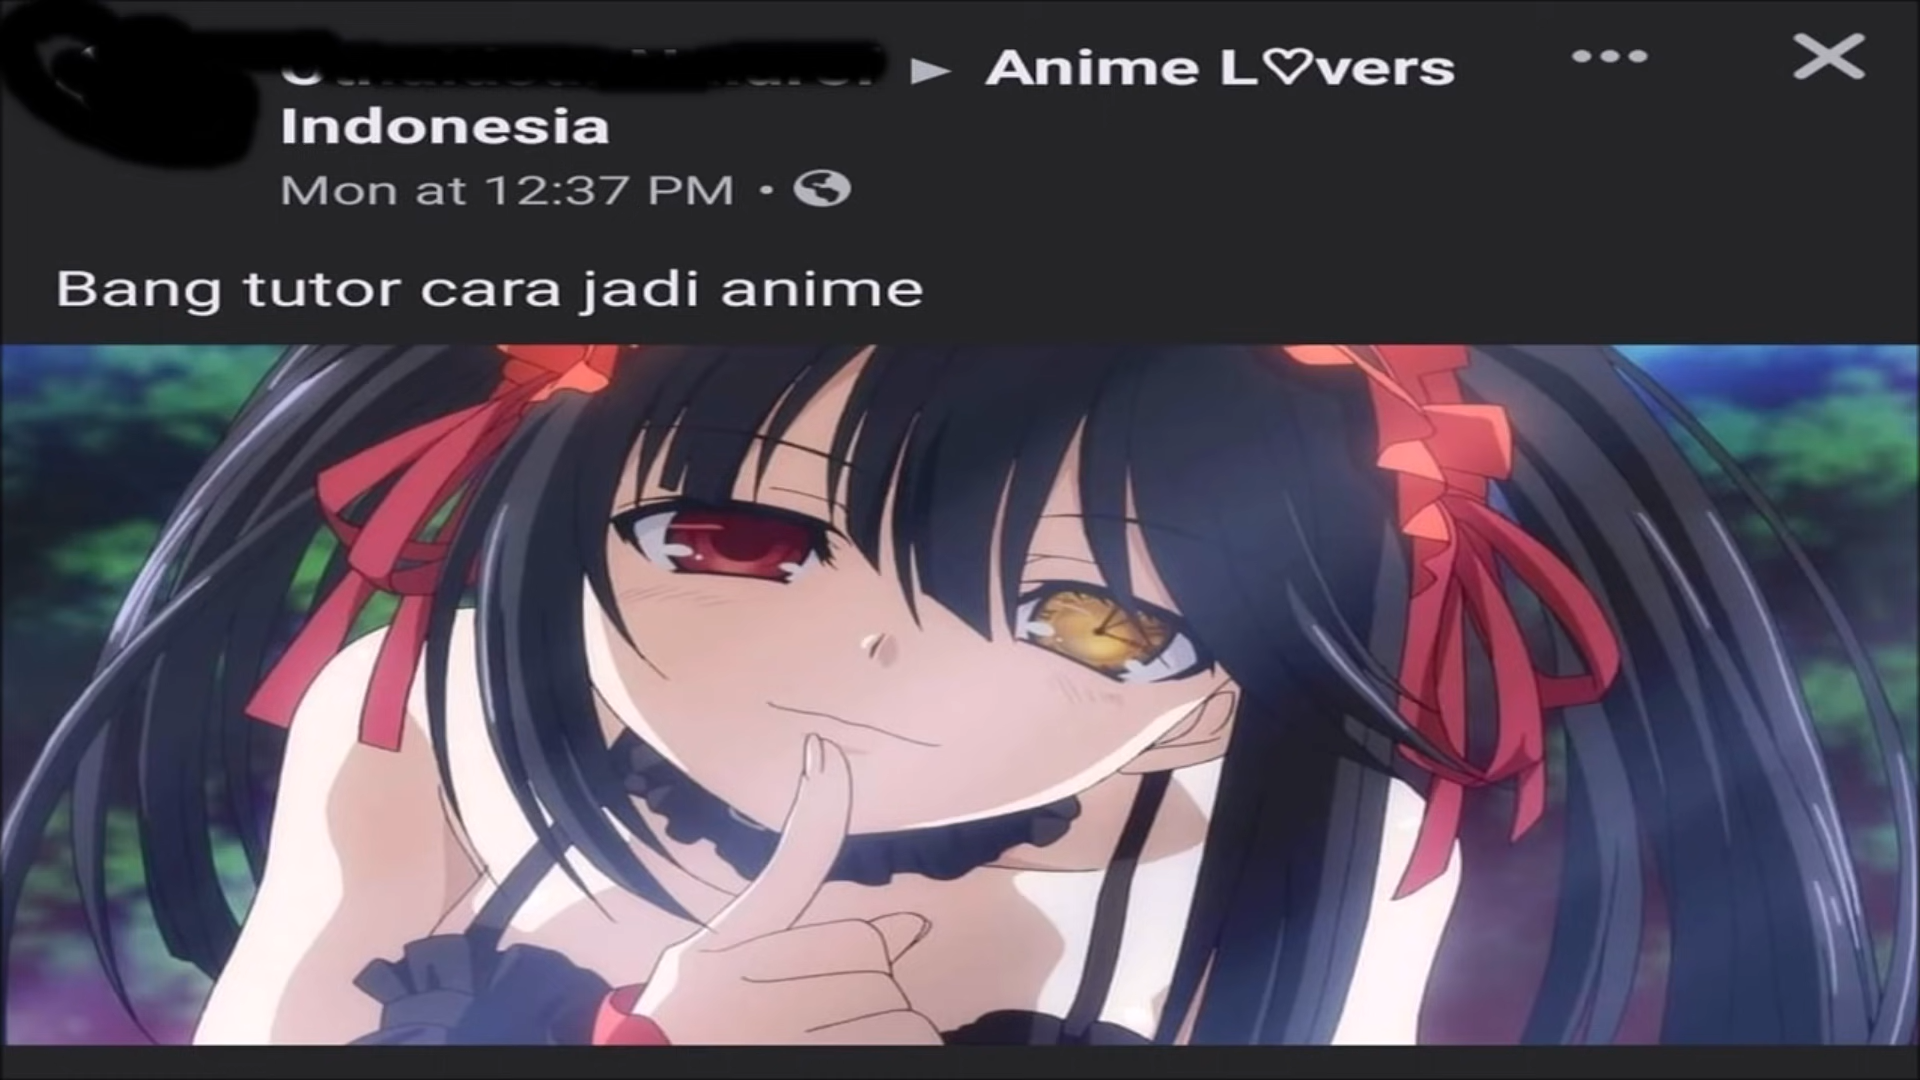 Anime L♡vers
Indonesia
Mon at 12:37 PM •
Bang tutor cara jadi anime